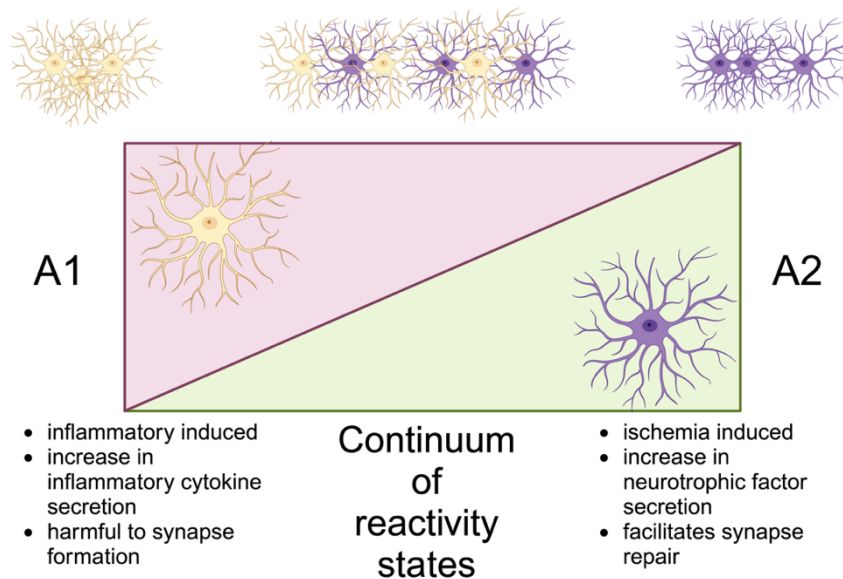 A1
A2
• inflammatory induced
• increase in
inflammatory cytokine
secretion
• harmful to synapse
formation
Continuum
of
reactivity
states
• ischemia induced
• increase in
neurotrophic factor
secretion
• facilitates synapse
repair